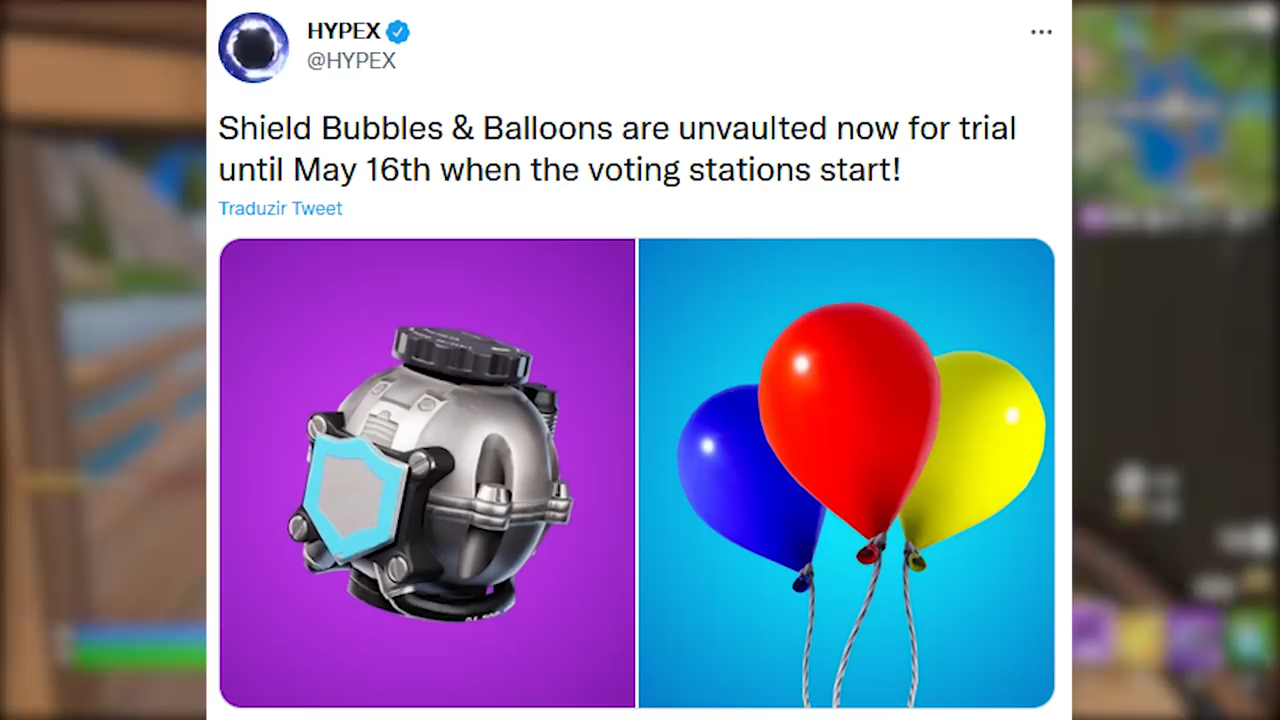 HYPEX
@HYPEX
Shield Bubbles & Balloons are unvaulted now for trial
until May 16th when the voting stations start!
Traduzir Tweet